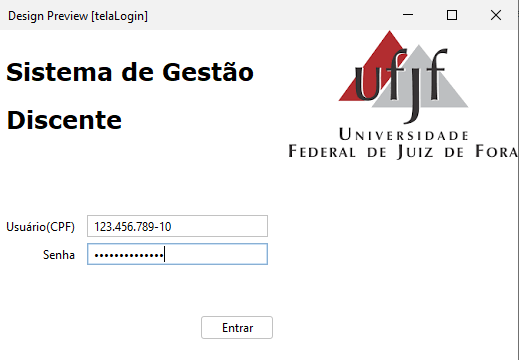 Design Preview [telaLogin]
Sistema de Gestão
Discente
ufjf
UNIVERSIDADE
FEDERAL DE JUIZ DE FORA
Usuário(CPF) 123.456.789-10
Senha ••••••••••••••
Entrar